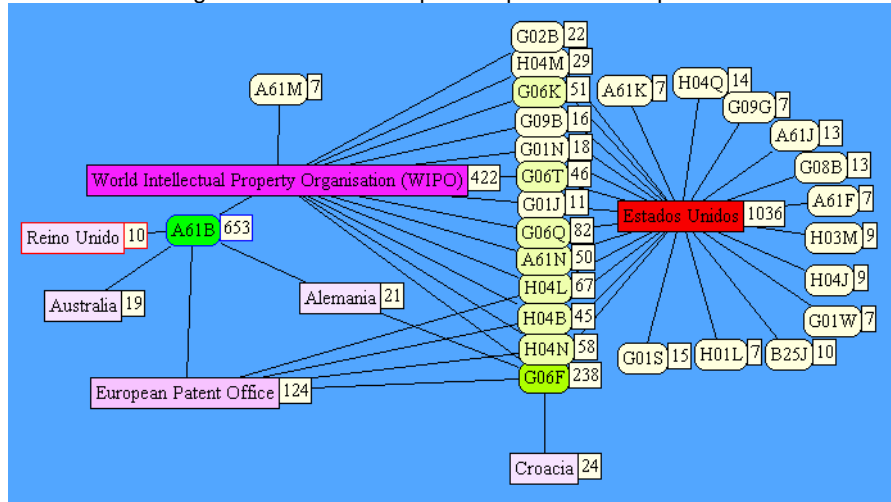 G02B 22
H04M 29
A61M 7
G06K 51
A61K 7
H04Q 14
G09G 7
G09B 16
A61J 13
G01N 18
G08B 13
World Intellectual Property Organisation (WIPO) 422
G06T 46
A61F 7
G01J 11
Estados Unidos 1036
Reino Unido 10
A61B 653
G06Q 82
H03M 9
A61N 50
H04J 9
H04L 67
Australia 19
Alemania 21
H04B 45
G01W 7
H04N 58
G01S 15
H01L 7
B25J 10
G06F 238
European Patent Office 124
Croacia 24